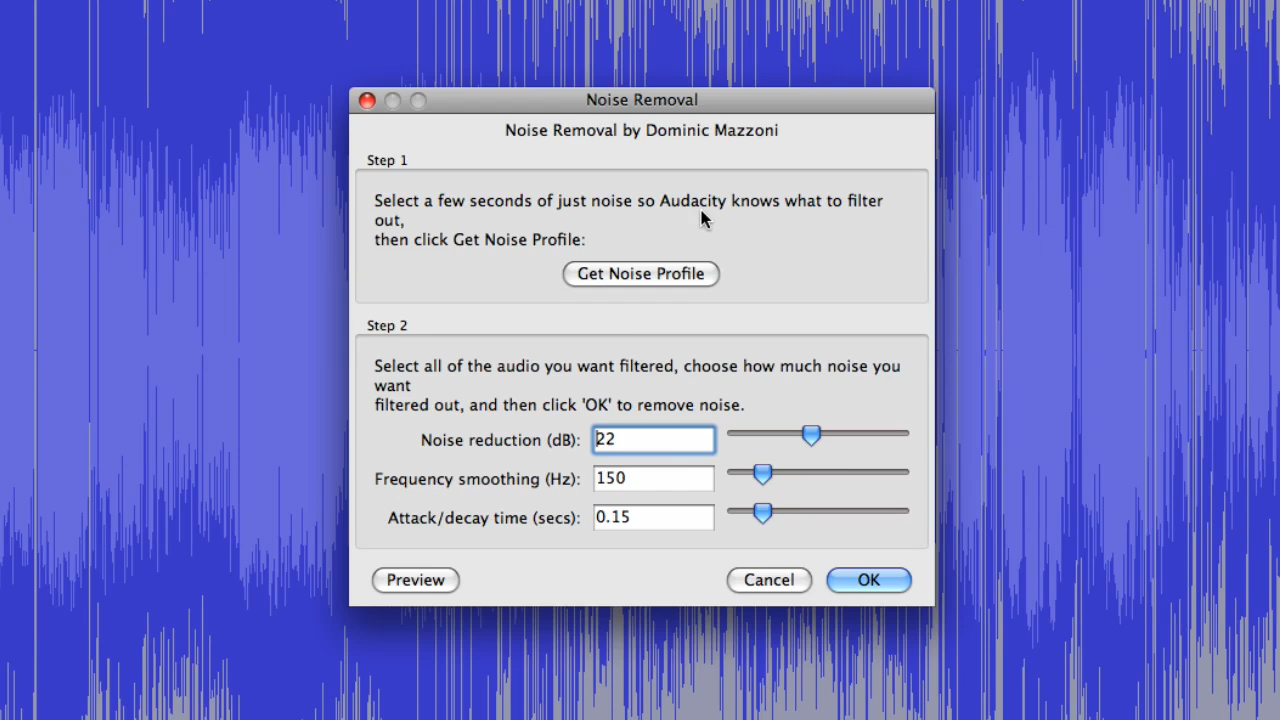 Noise Removal
Noise Removal by Dominic Mazzoni
Step 1
Select a few seconds of just noise so Audacity knows what to filter
out,
then click Get Noise Profile:
Get Noise Profile
Step 2
Select all of the audio you want filtered, choose how much noise you
want
filtered out, and then click 'OK' to remove noise.
Noise reduction (dB): 22
Frequency smoothing (Hz): 150
Attack/decay time (secs): 0.15
Preview Cancel OK